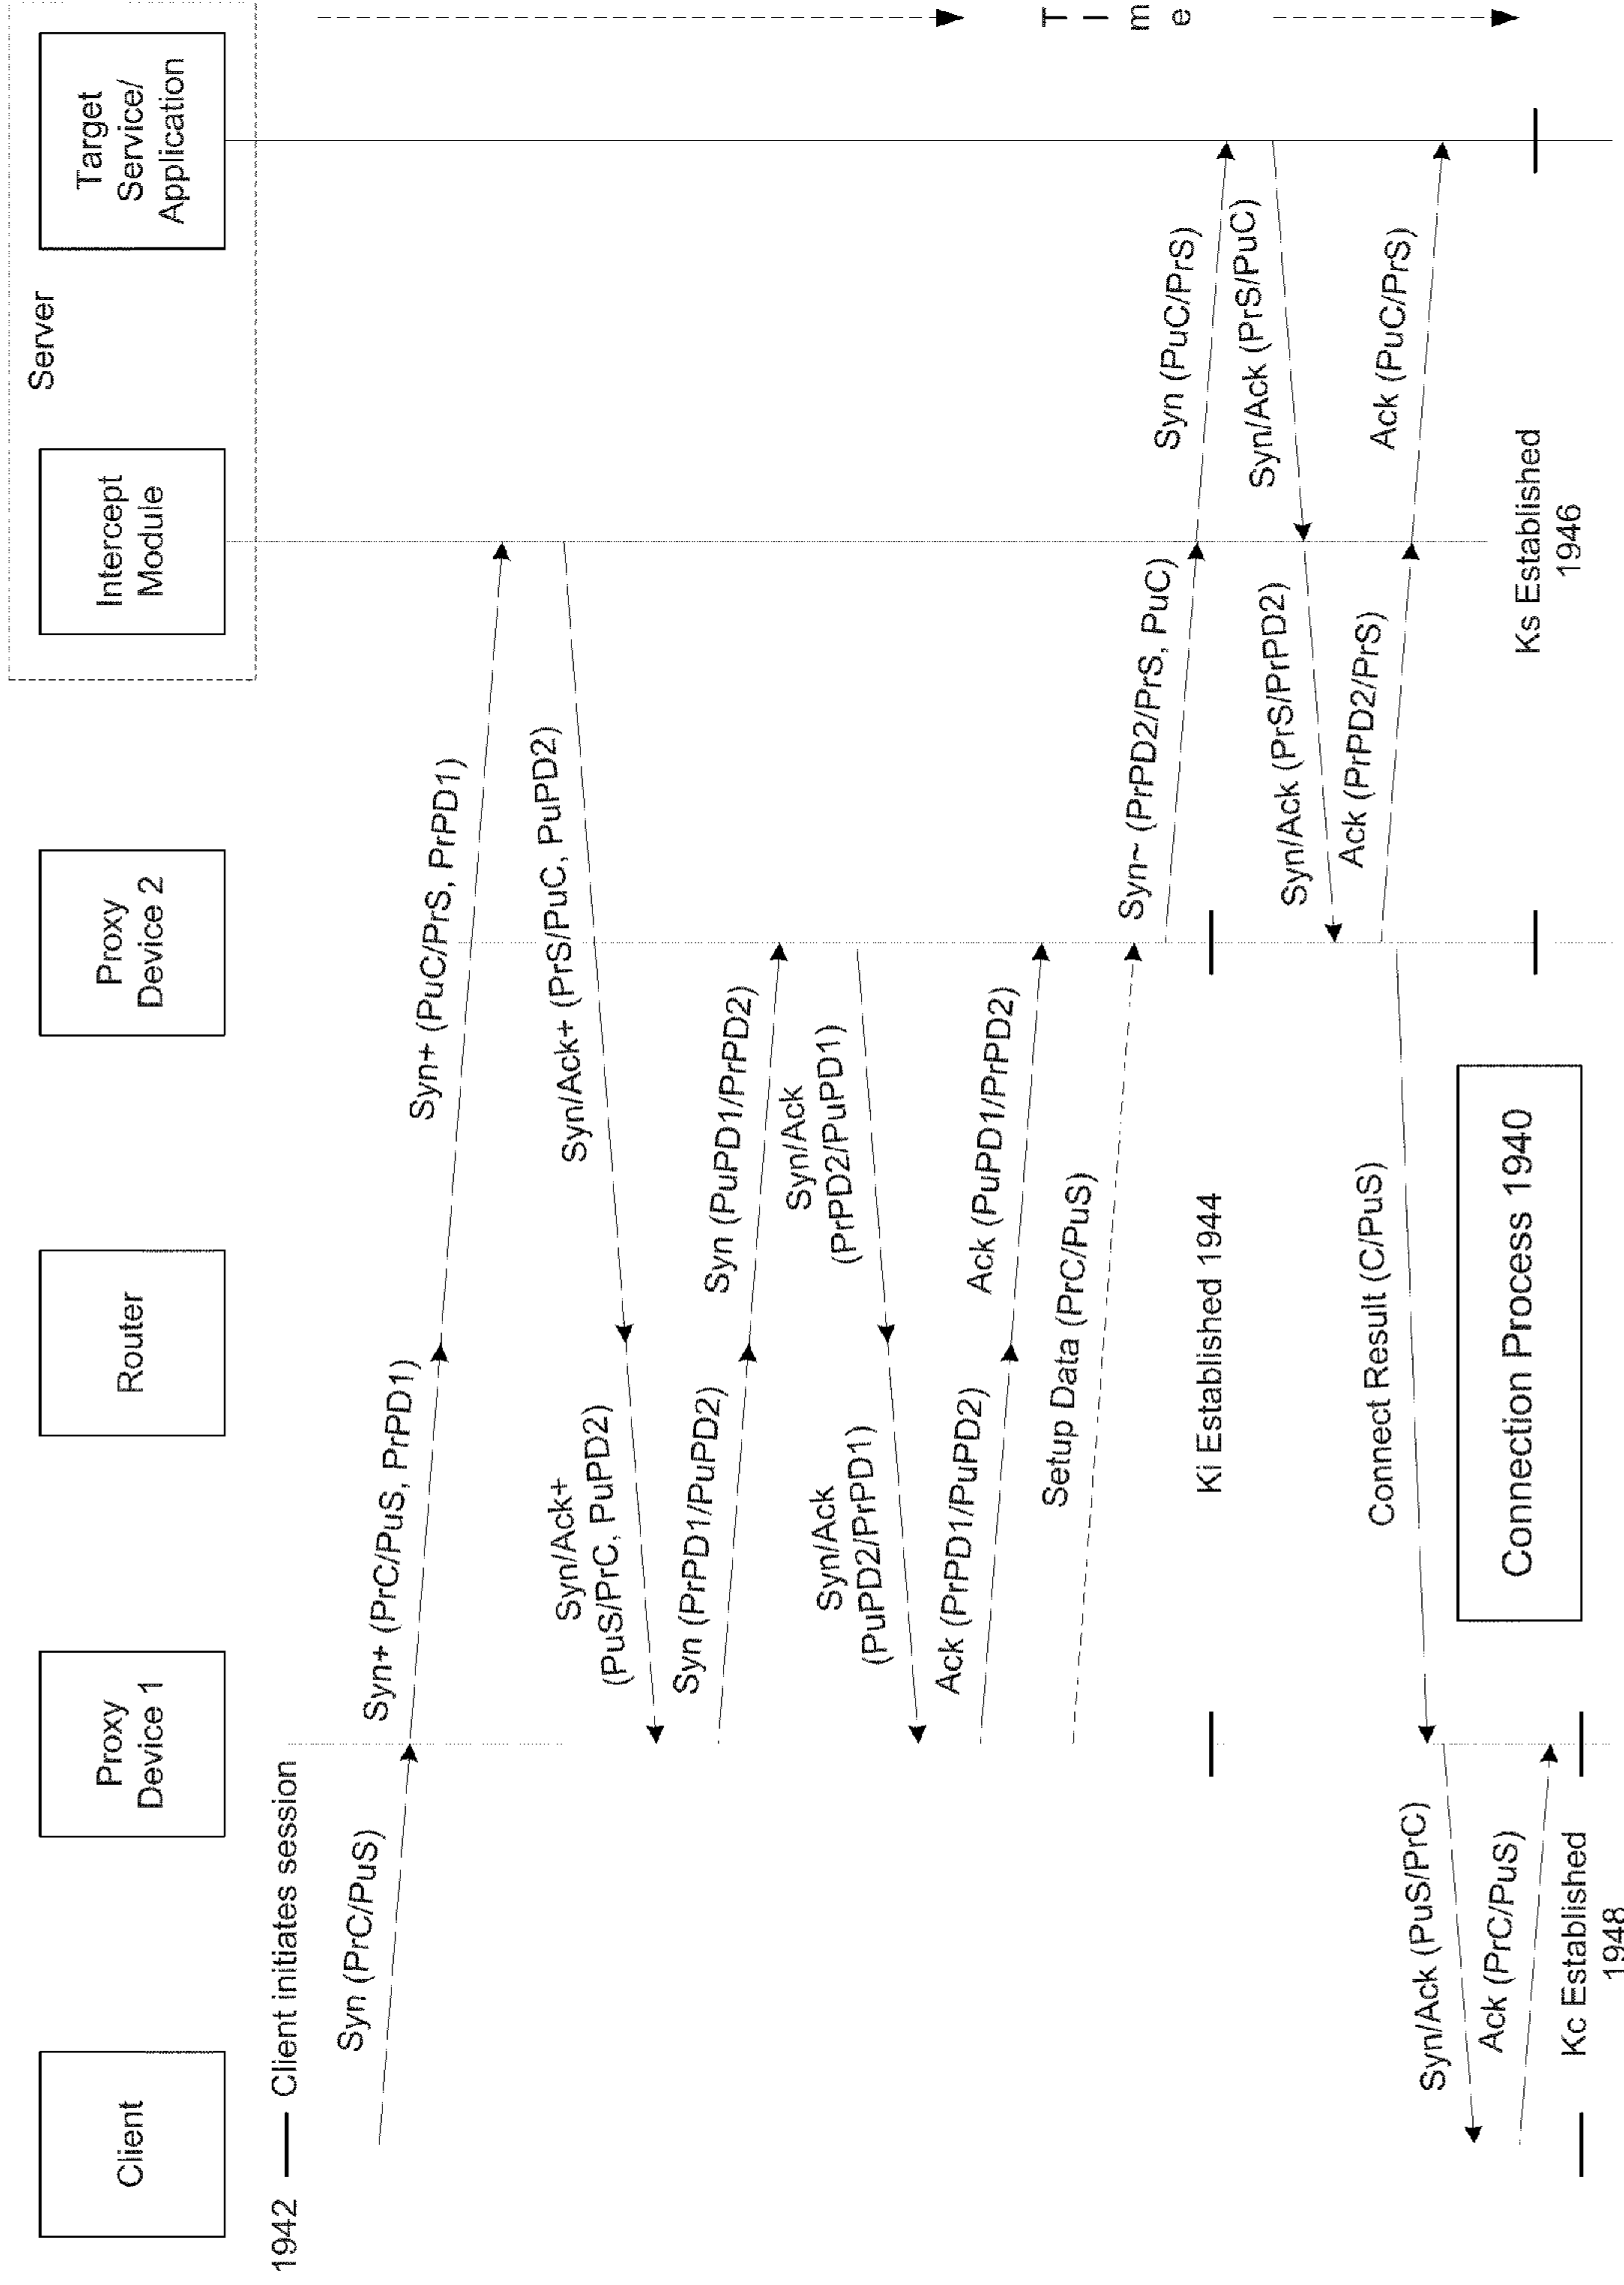 Server
Client
Proxy
Device 1
Router
Proxy
Device 2
Intercept
Module
Target
Service/
Application
1942
Client initiates session
Syn (PrC/PuS)
Syn+ (PrC/PuS, PrPD1)
Syn+ (PuC/PrS, PrPD1)
Syn/Ack+ (PrS/PuC, PuPD2)
Syn/Ack+
(PuS/PrC, PuPD2)
Syn (PrPD1/PuPD2)
Syn (PuPD1/PrPD2)
Syn/Ack
(PrPD2/PuPD1)
Syn/Ack
(PuPD2/PrPD1)
Ack (PrPD1/PuPD2)
Ack (PuPD1/PrPD2)
Setup Data (PrC/PuS)
Syn~ (PrPD2/PrS, PuC)
Syn (PuC/PrS)
Ki Established 1944
Syn/Ack (PrS/PuC)
Syn/Ack (PrS/PrPD2)
Ack (PrPD2/PrS)
Ack (PuC/PrS)
Connect Result (C/PuS)
Syn/Ack (PuS/PrC)
Ack (PrC/PuS)
Ks Established
1946
Kc Established
1948
Connection Process 1940
T
I
m
e